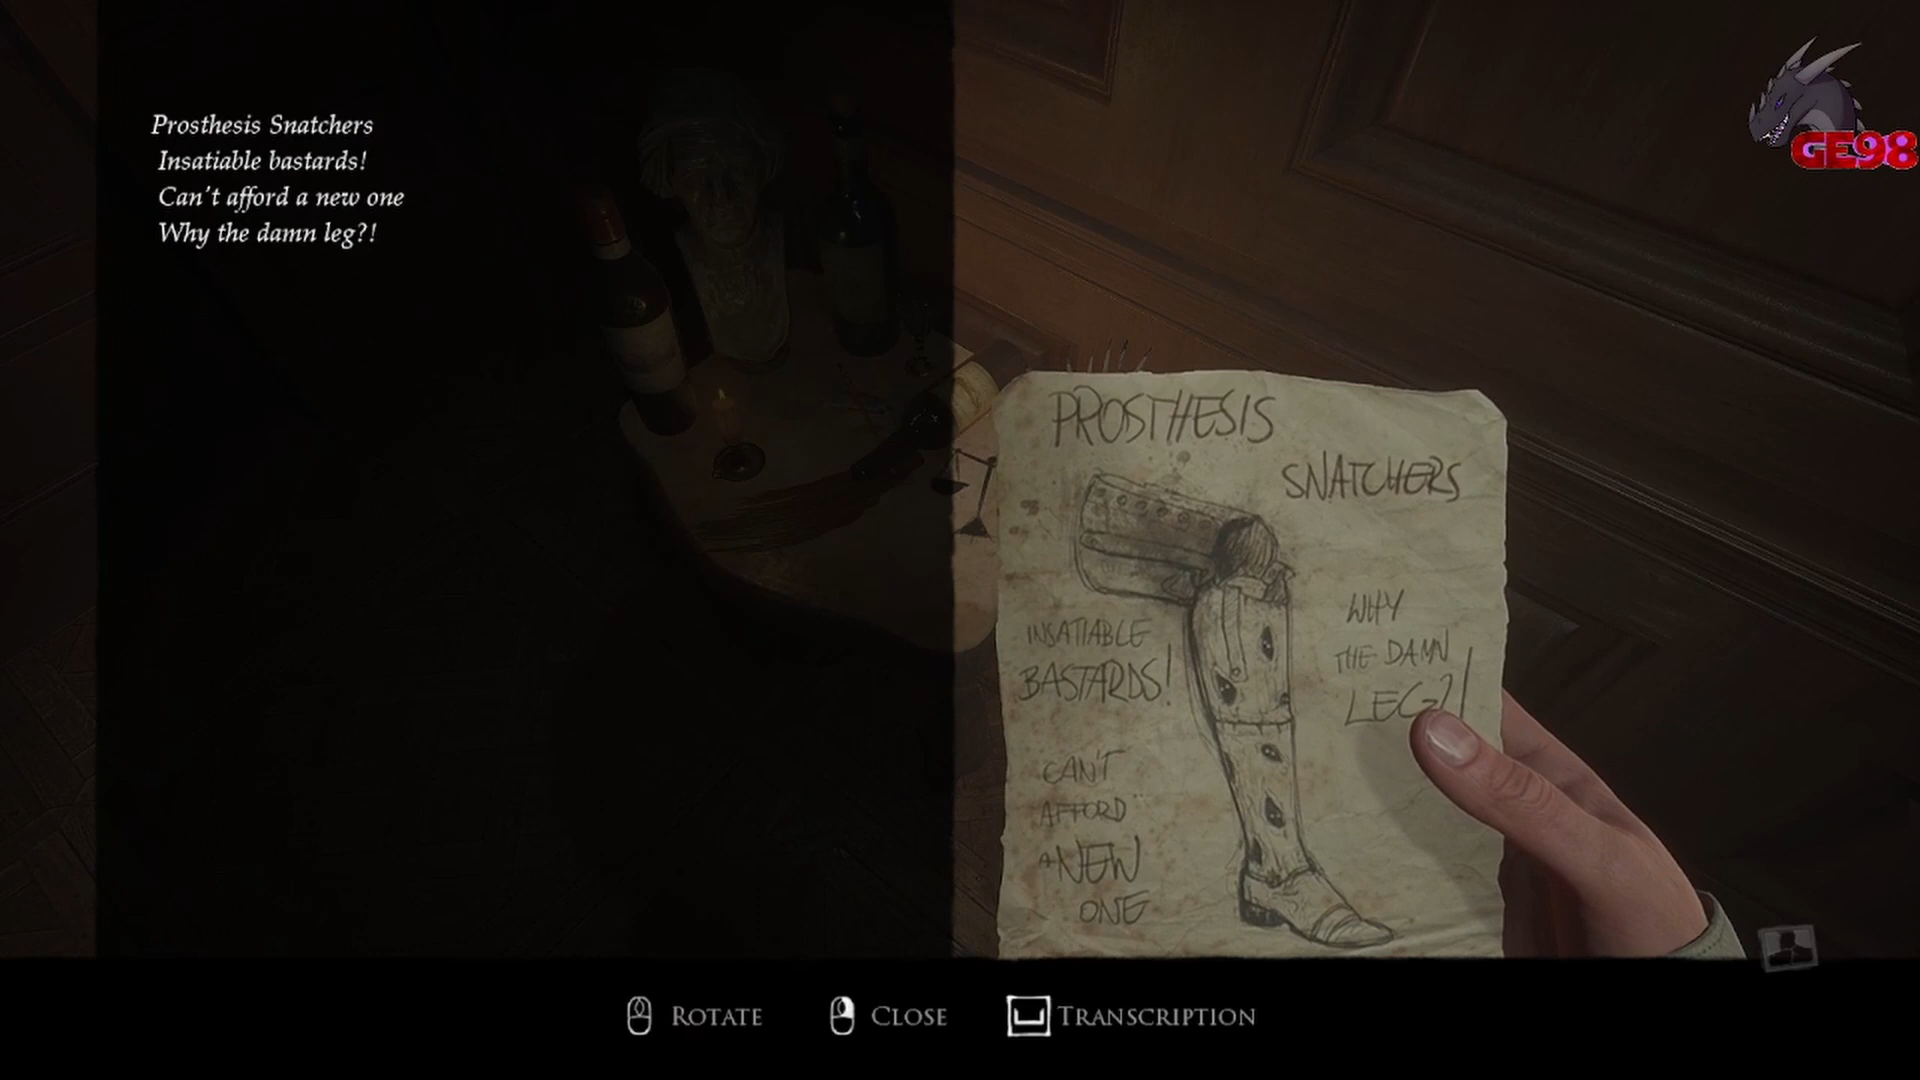 Prosthesis Snatchers
Insatiable bastards!
Can't afford a new one
Why the damn leg?!
GE98
PROSTHESIS
SNATCHERS
INSATIABLE
BASTARDS!
WHY
THE DAMN
LEG?!
CAN'T
AFFORD
A NEW
ONE
ROTATE
CLOSE
TRANSCRIPTION